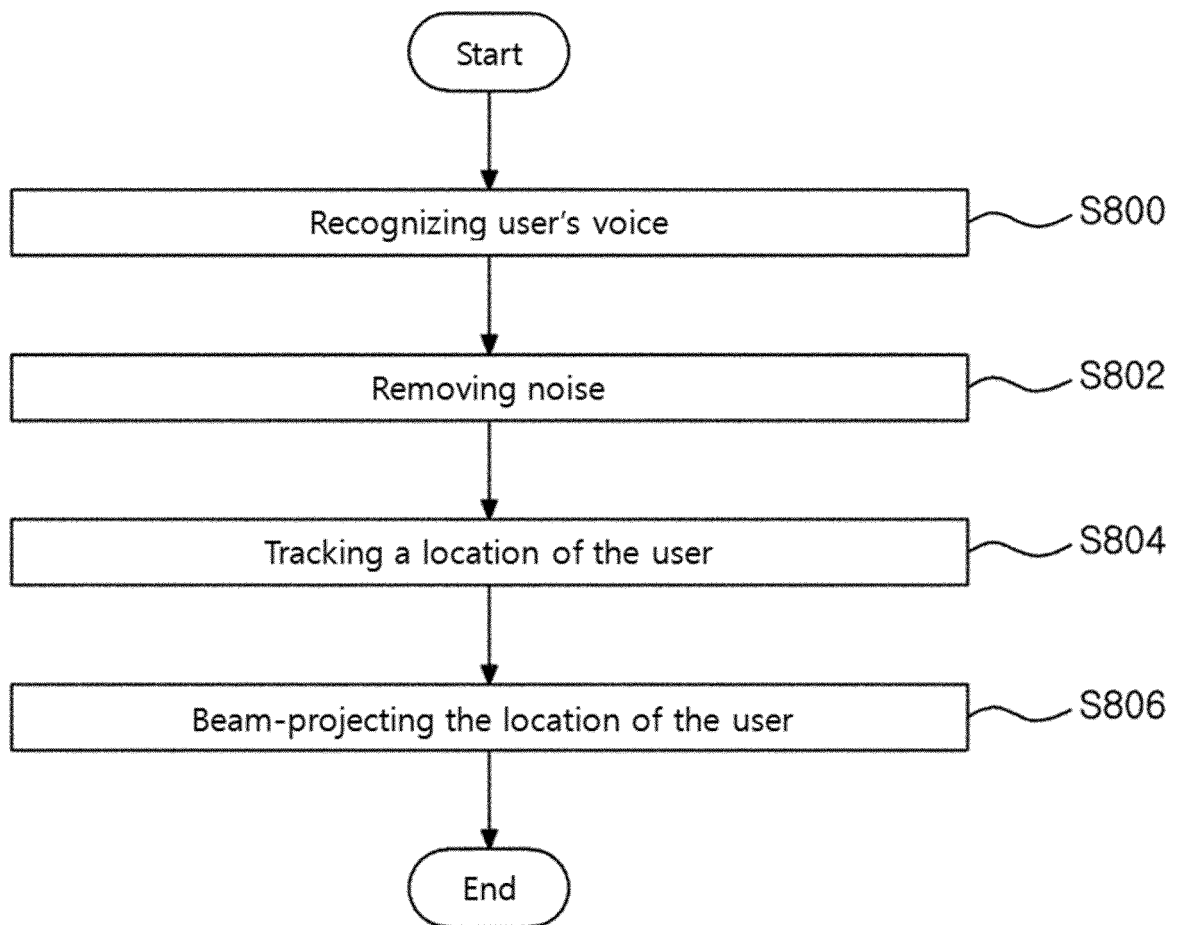 Start
Recognizing user's voice
S800
Removing noise
S802
Tracking a location of the user
S804
Beam-projecting the location of the user
S806
End